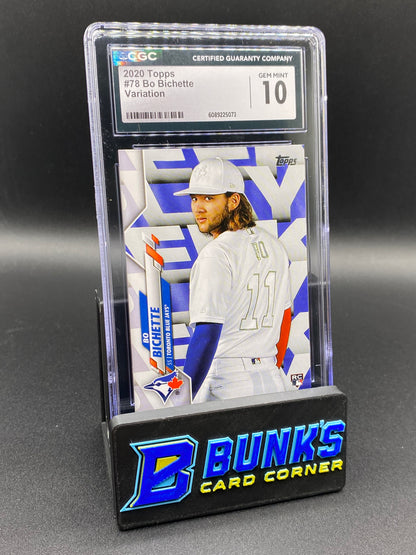 CGC CERTIFIED GUARANTY COMPANY
2020 Topps
#78 Bo Bichette
Variation
GEM MINT
10
6089225073
Topps
BO
11
BO
BICHETTE
SS TORONTO BLUE JAYS
RC
B BUNK'S
CARD CORNER